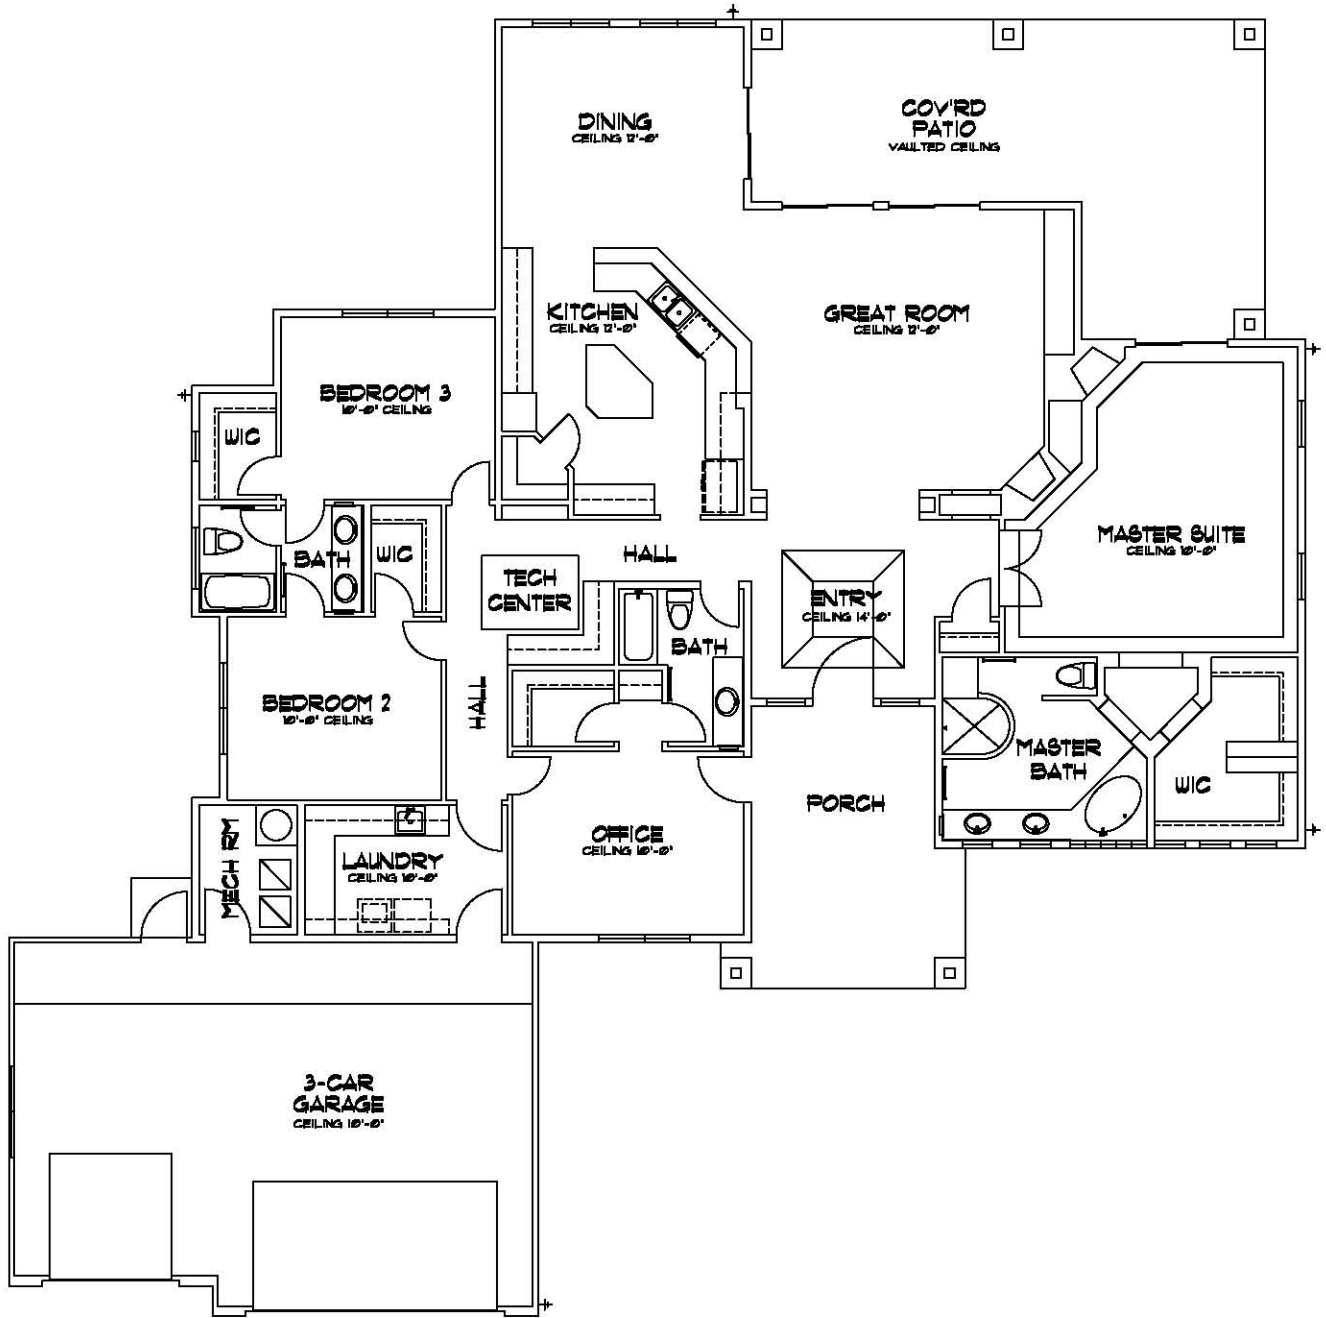 DINING
CEILING 12'-0"
COV'RD
PATIO
VAULTED CEILING
KITCHEN
CEILING 12'-0"
GREAT ROOM
CEILING 12'-0"
BEDROOM 3
10'-0" CEILING
WIC
MASTER SUITE
CEILING 10'-0"
BATH
WIC
HALL
TECH
CENTER
ENTRY
CEILING 14'-0"
BATH
BEDROOM 2
10'-0" CEILING
HALL
MASTER
BATH
WIC
PORCH
OFFICE
CEILING 10'-0"
MECH RM
LAUNDRY
CEILING 10'-0"
3-CAR
GARAGE
CEILING 10'-0"